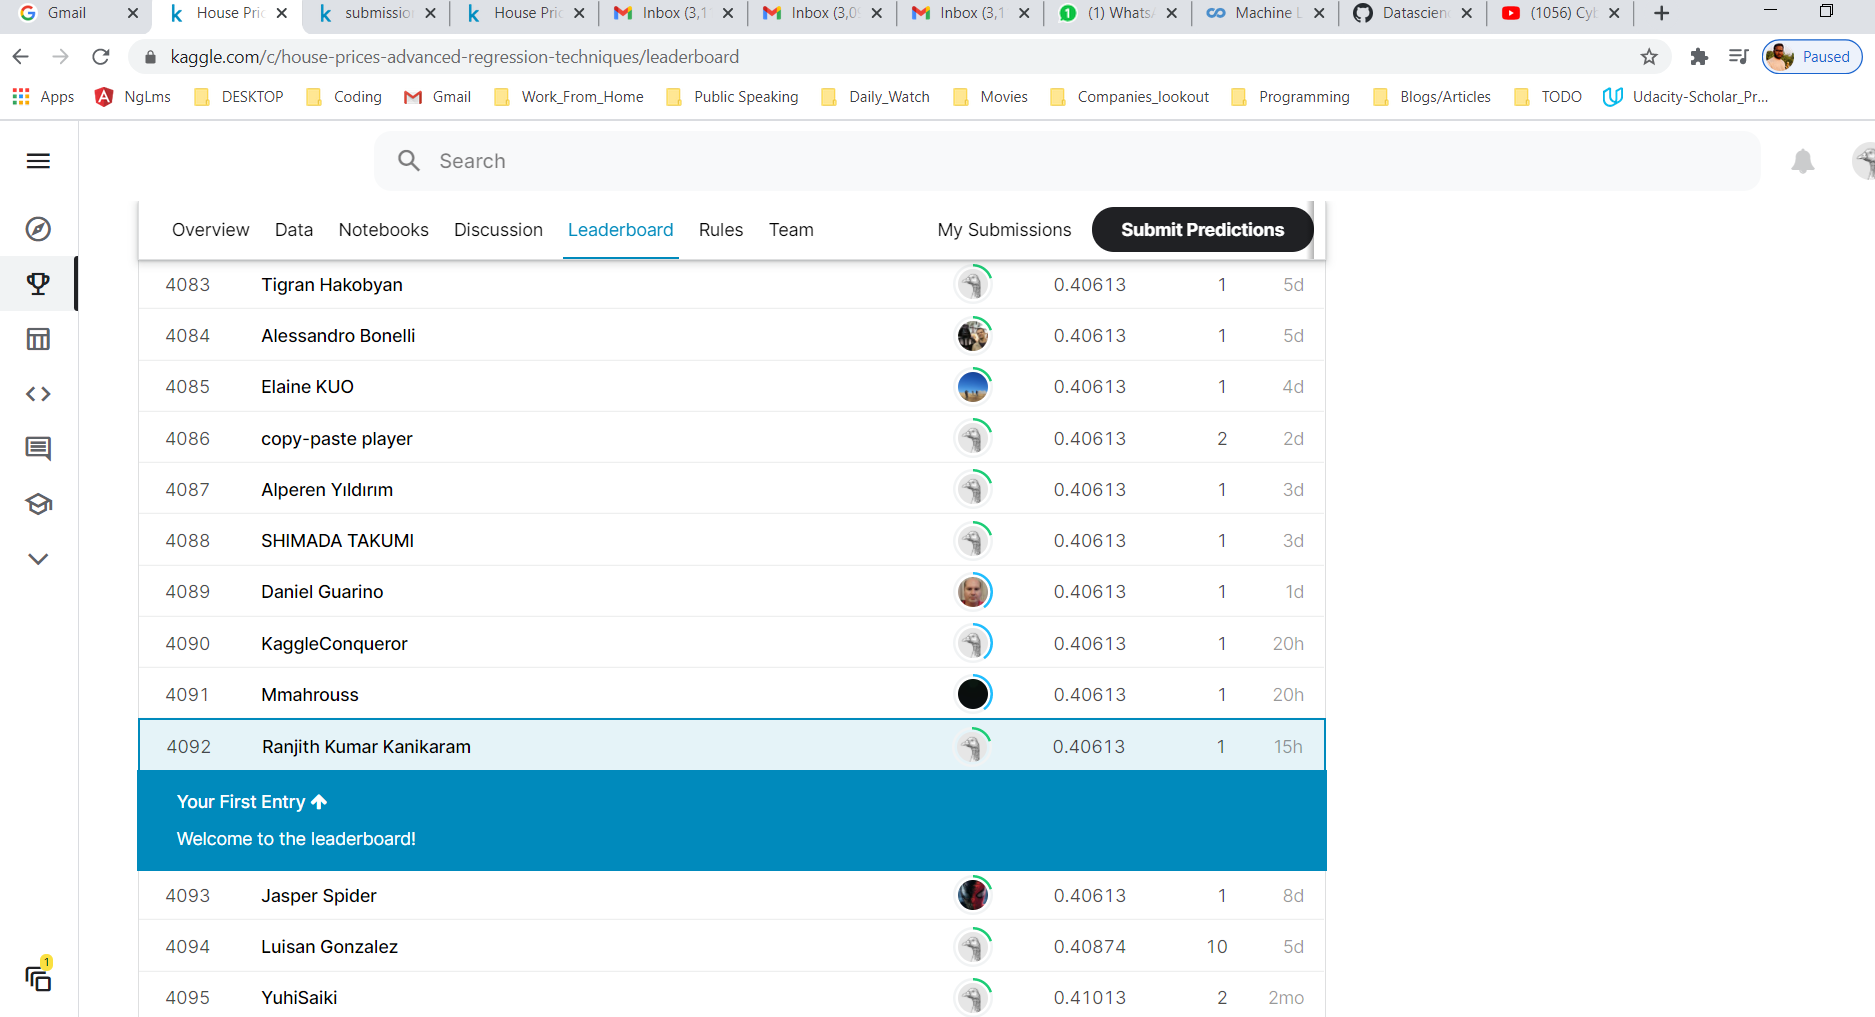 Gmail House Pri submission House Pric Inbox (3,1 Inbox (3,09 Inbox (3,1 (1) Whats Machine L Datascien (1056) Cyb
kaggle.com/c/house-prices-advanced-regression-techniques/leaderboard Paused
Apps NgLms DESKTOP Coding Gmail Work_From_Home Public Speaking Daily_Watch Movies Companies_lookout Programming Blogs/Articles TODO Udacity-Scholar_Pr...
Search
Overview Data Notebooks Discussion Leaderboard Rules Team My Submissions Submit Predictions
4083 Tigran Hakobyan 0.40613 1 5d
4084 Alessandro Bonelli 0.40613 1 5d
4085 Elaine KUO 0.40613 1 4d
4086 copy-paste player 0.40613 2 2d
4087 Alperen Yıldırım 0.40613 1 3d
4088 SHIMADA TAKUMI 0.40613 1 3d
4089 Daniel Guarino 0.40613 1 1d
4090 KaggleConqueror 0.40613 1 20h
4091 Mmahrouss 0.40613 1 20h
4092 Ranjith Kumar Kanikaram 0.40613 1 15h
Your First Entry
Welcome to the leaderboard!
4093 Jasper Spider 0.40613 1 8d
4094 Luisan Gonzalez 0.40874 10 5d
1
4095 YuhiSaiki 0.41013 2 2mo